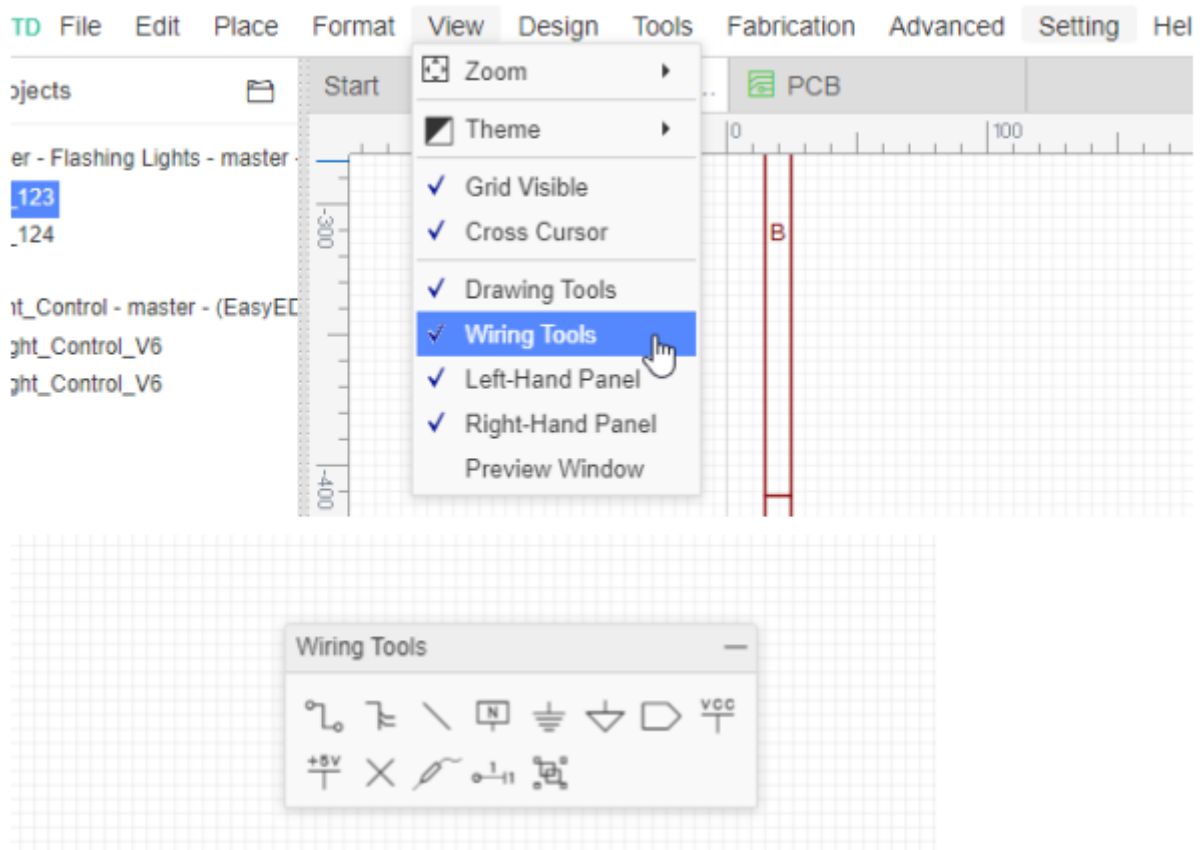 TD File Edit Place Format View Design Tools Fabrication Advanced Setting Hel
ojects
Start
PCB
Zoom
Theme
0
100
er - Flashing Lights - master -
_123
_124
Grid Visible
Cross Cursor
-300
B
Drawing Tools
Wiring Tools
Left-Hand Panel
Right-Hand Panel
Preview Window
ht_Control - master - (EasyED
ght_Control_V6
ght_Control_V6
-400
Wiring Tools
N
VCC
+5V
1
1